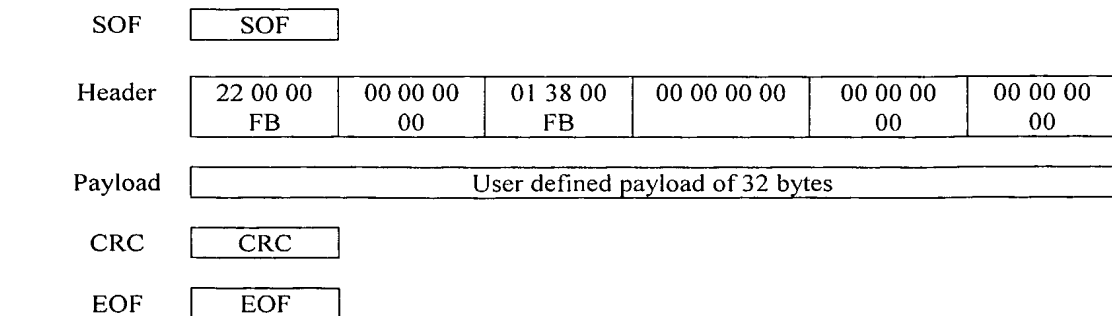 SOF SOF
Header 22 00 00 00 00 00 01 38 00 00 00 00 00 00 00 00 00 00 00
FB 00 FB 00 00
Payload User defined payload of 32 bytes
CRC CRC
EOF EOF